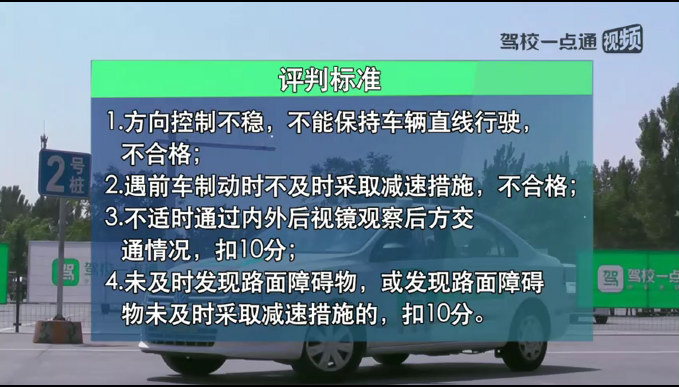 驾校一点通视频
评判标准
1.方向控制不稳，不能保持车辆直线行驶，
不合格；
2.遇前车制动时不及时采取减速措施，不合格；
3.不适时通过内外后视镜观察后方交
通情况，扣10分；
4.未及时发现路面障碍物，或发现路面障碍
物未及时采取减速措施的，扣10分。
2号桩
驾
驾校一点